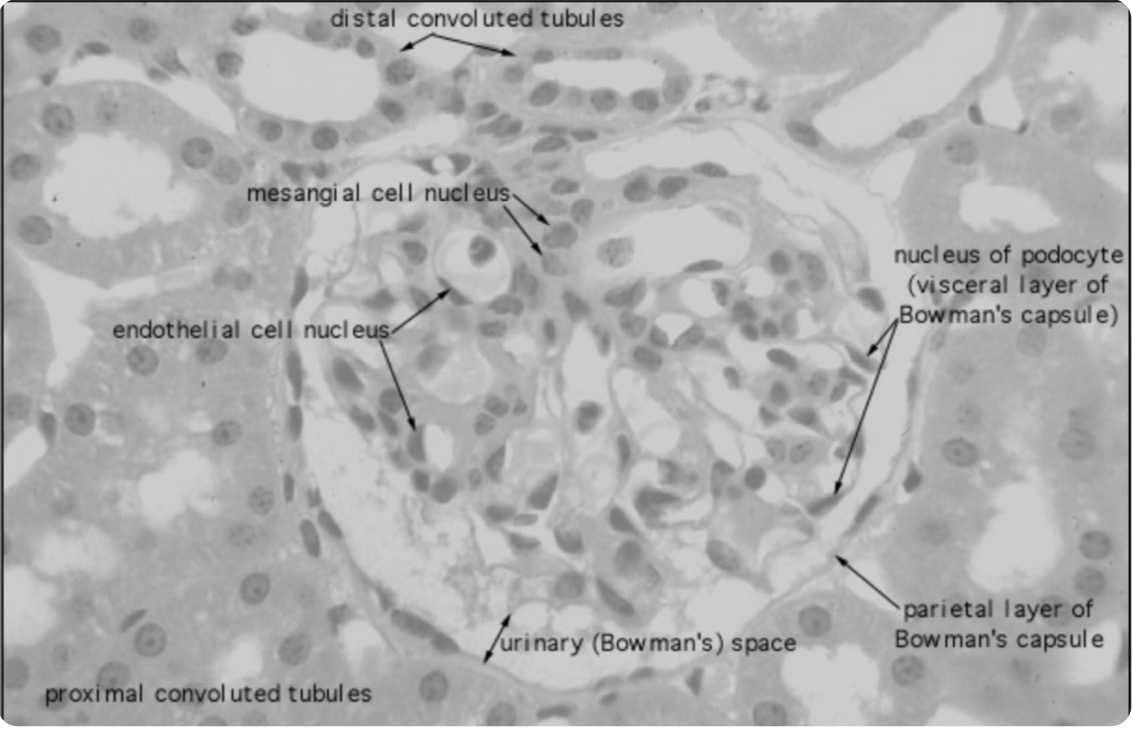 distal convoluted tubules
mesangial cell nucleus
nucleus of podocyte
(visceral layer of
Bowman's capsule)
endothelial cell nucleus
parietal layer of
Bowman's capsule
urinary (Bowman's) space
proximal convoluted tubules